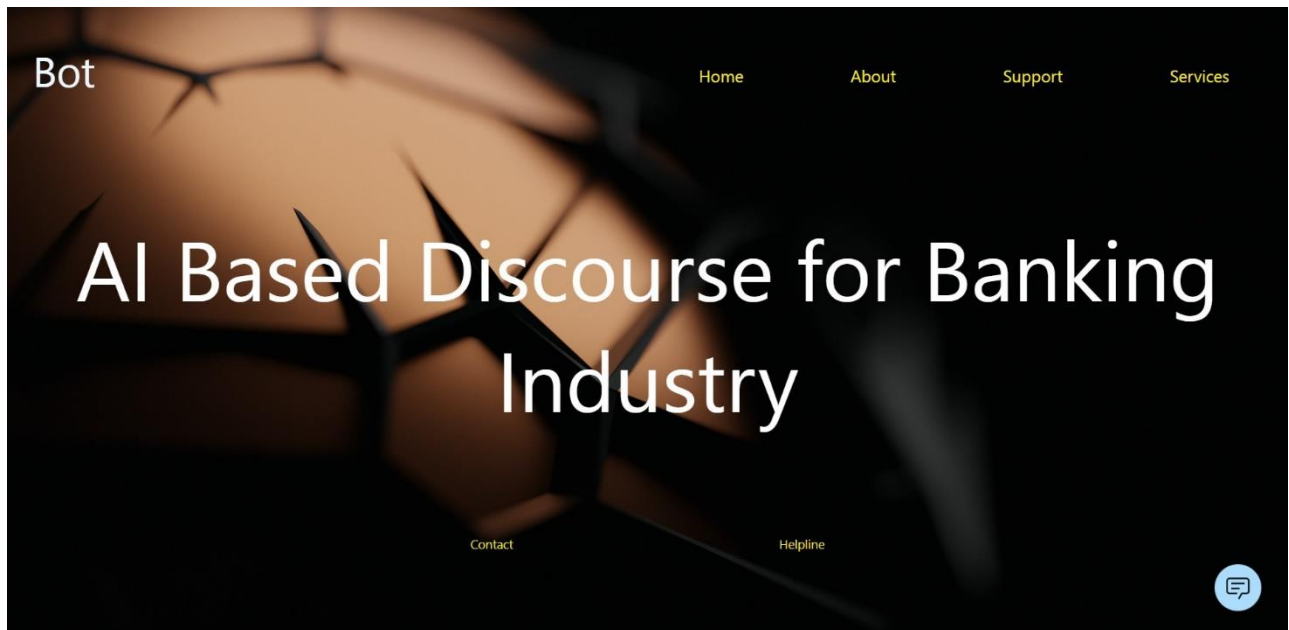 Bot
Home About Support Services
AI Based Discourse for Banking
Industry
Contact Helpline